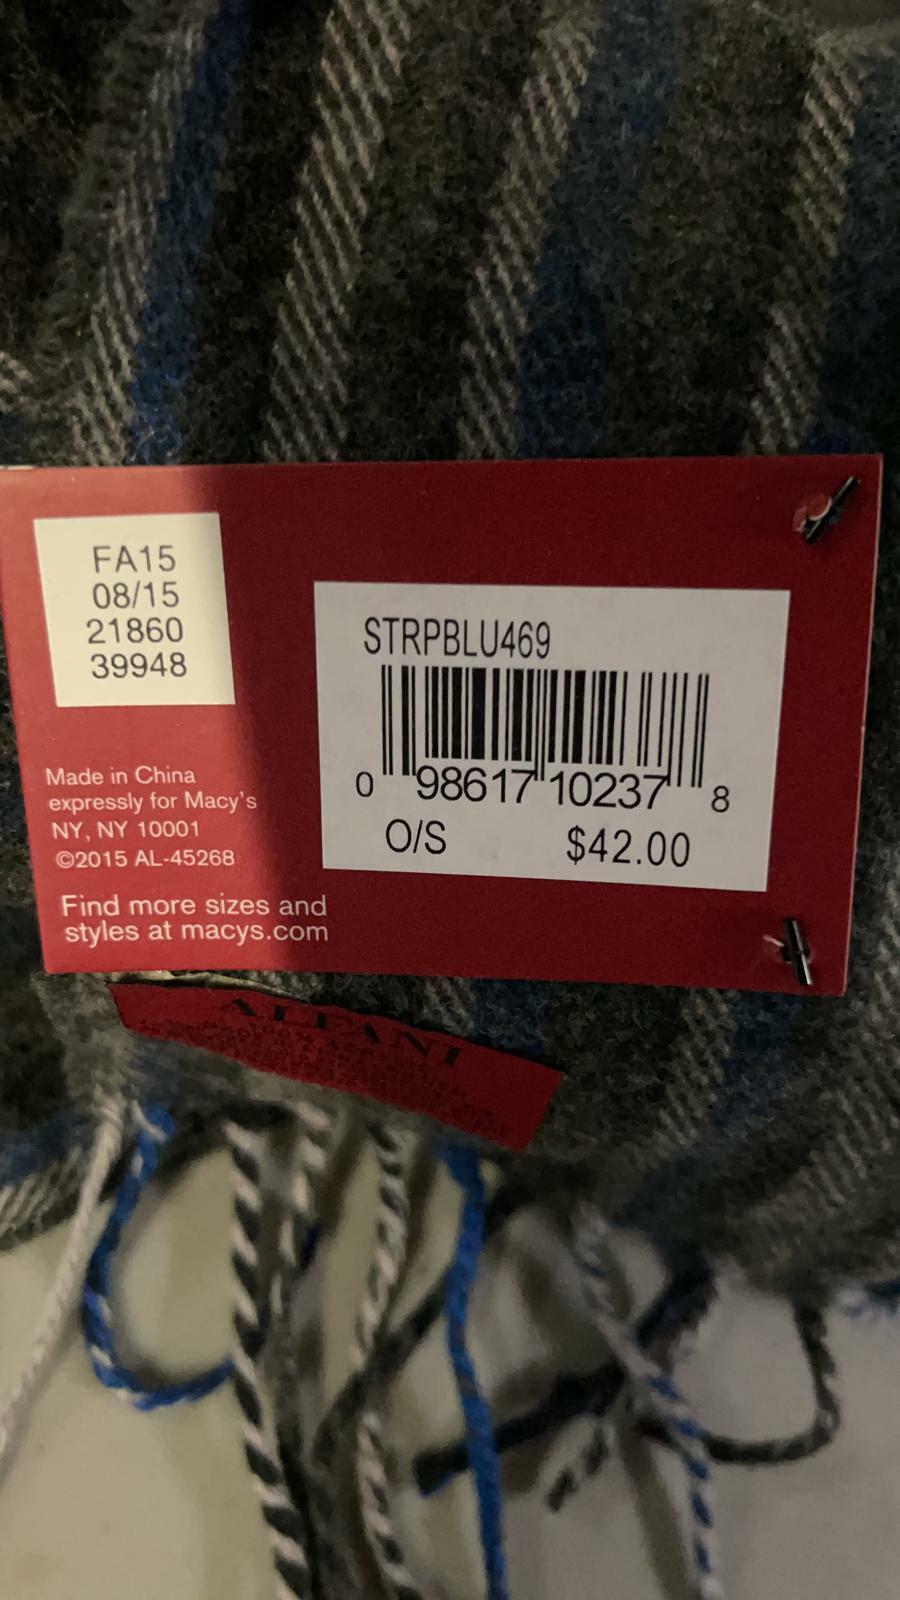 FA15
08/15
21860
39948
STRPBLU469
0 98617 10237 8
O/S $42.00
Made in China
expressly for Macy's
NY, NY 10001
©2015 AL-45268
Find more sizes and
styles at macys.com
ALFANI